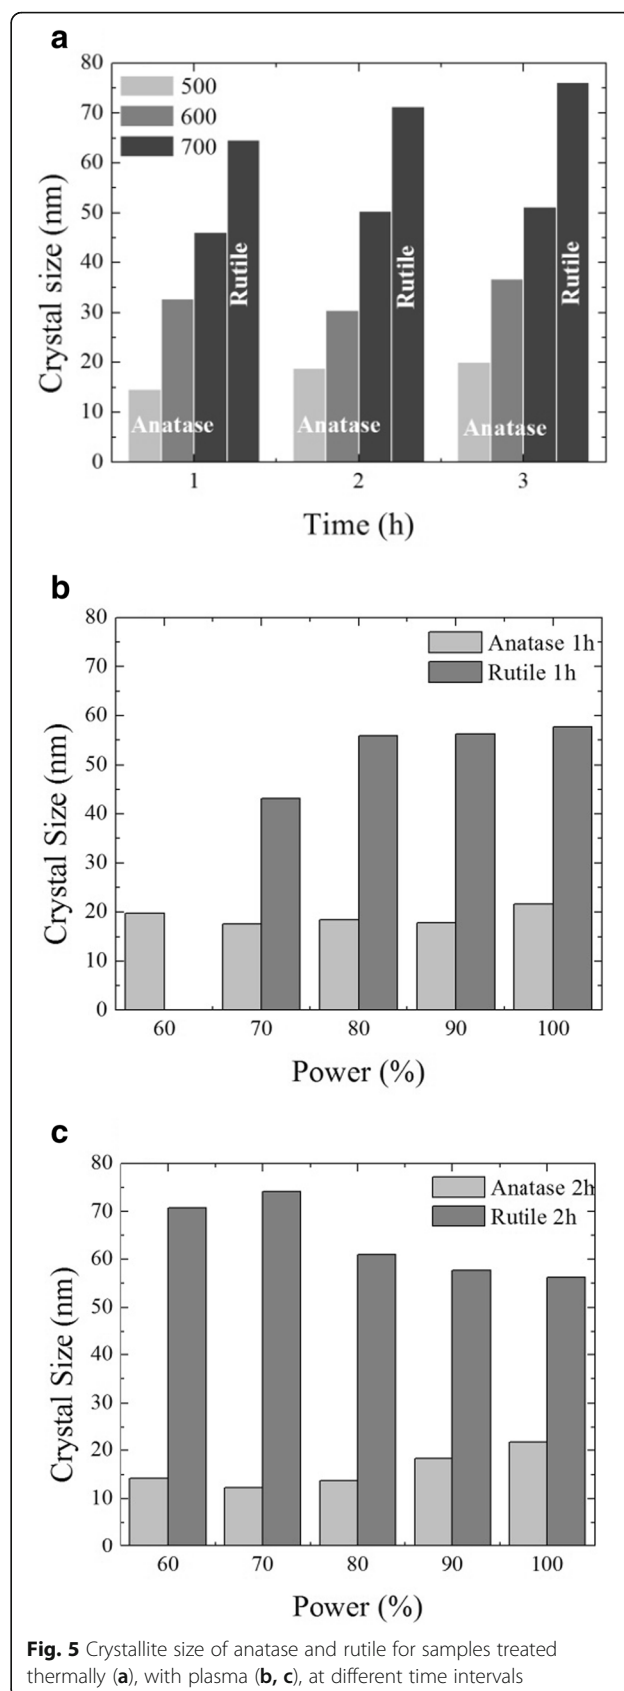 a
80
70
60
50
40
30
20
10
0
500
600
700
Rutile
Rutile
Rutile
Anatase
Anatase
Anatase
Crystal size (nm)
1 2 3
Time (h)
b
80
70
60
50
40
30
20
10
0
Anatase 1h
Rutile 1h
Crystal Size (nm)
60 70 80 90 100
Power (%)
c
80
70
60
50
40
30
20
10
0
Anatase 2h
Rutile 2h
Crystal Size (nm)
60 70 80 90 100
Power (%)
Fig. 5 Crystallite size of anatase and rutile for samples treated
thermally (a), with plasma (b, c), at different time intervals